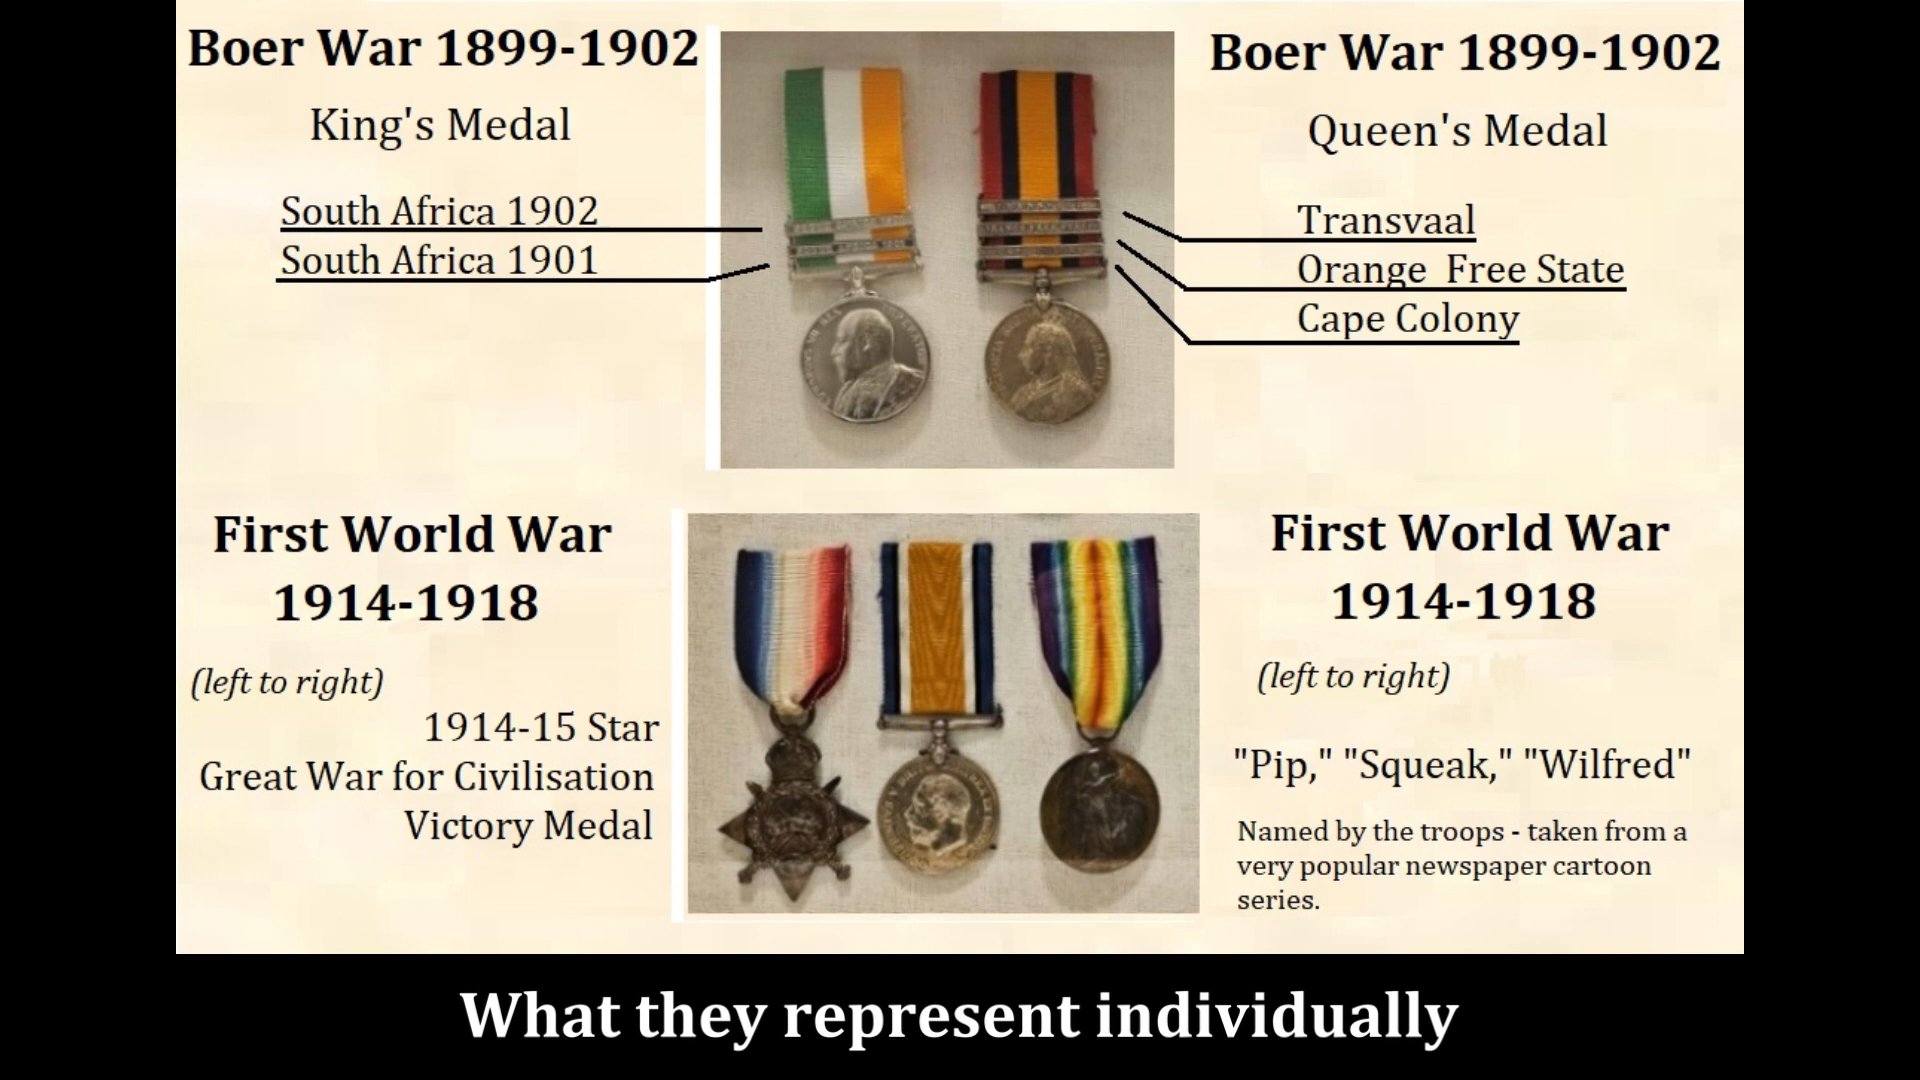 Boer War 1899-1902
King's Medal
South Africa 1902
South Africa 1901
Boer War 1899-1902
Queen's Medal
Transvaal
Orange Free State
Cape Colony
First World War
1914-1918
(left to right)
1914-15 Star
Great War for Civilisation
Victory Medal
First World War
1914-1918
(left to right)
"Pip," "Squeak," "Wilfred"
Named by the troops - taken from a
very popular newspaper cartoon
series.
What they represent individually